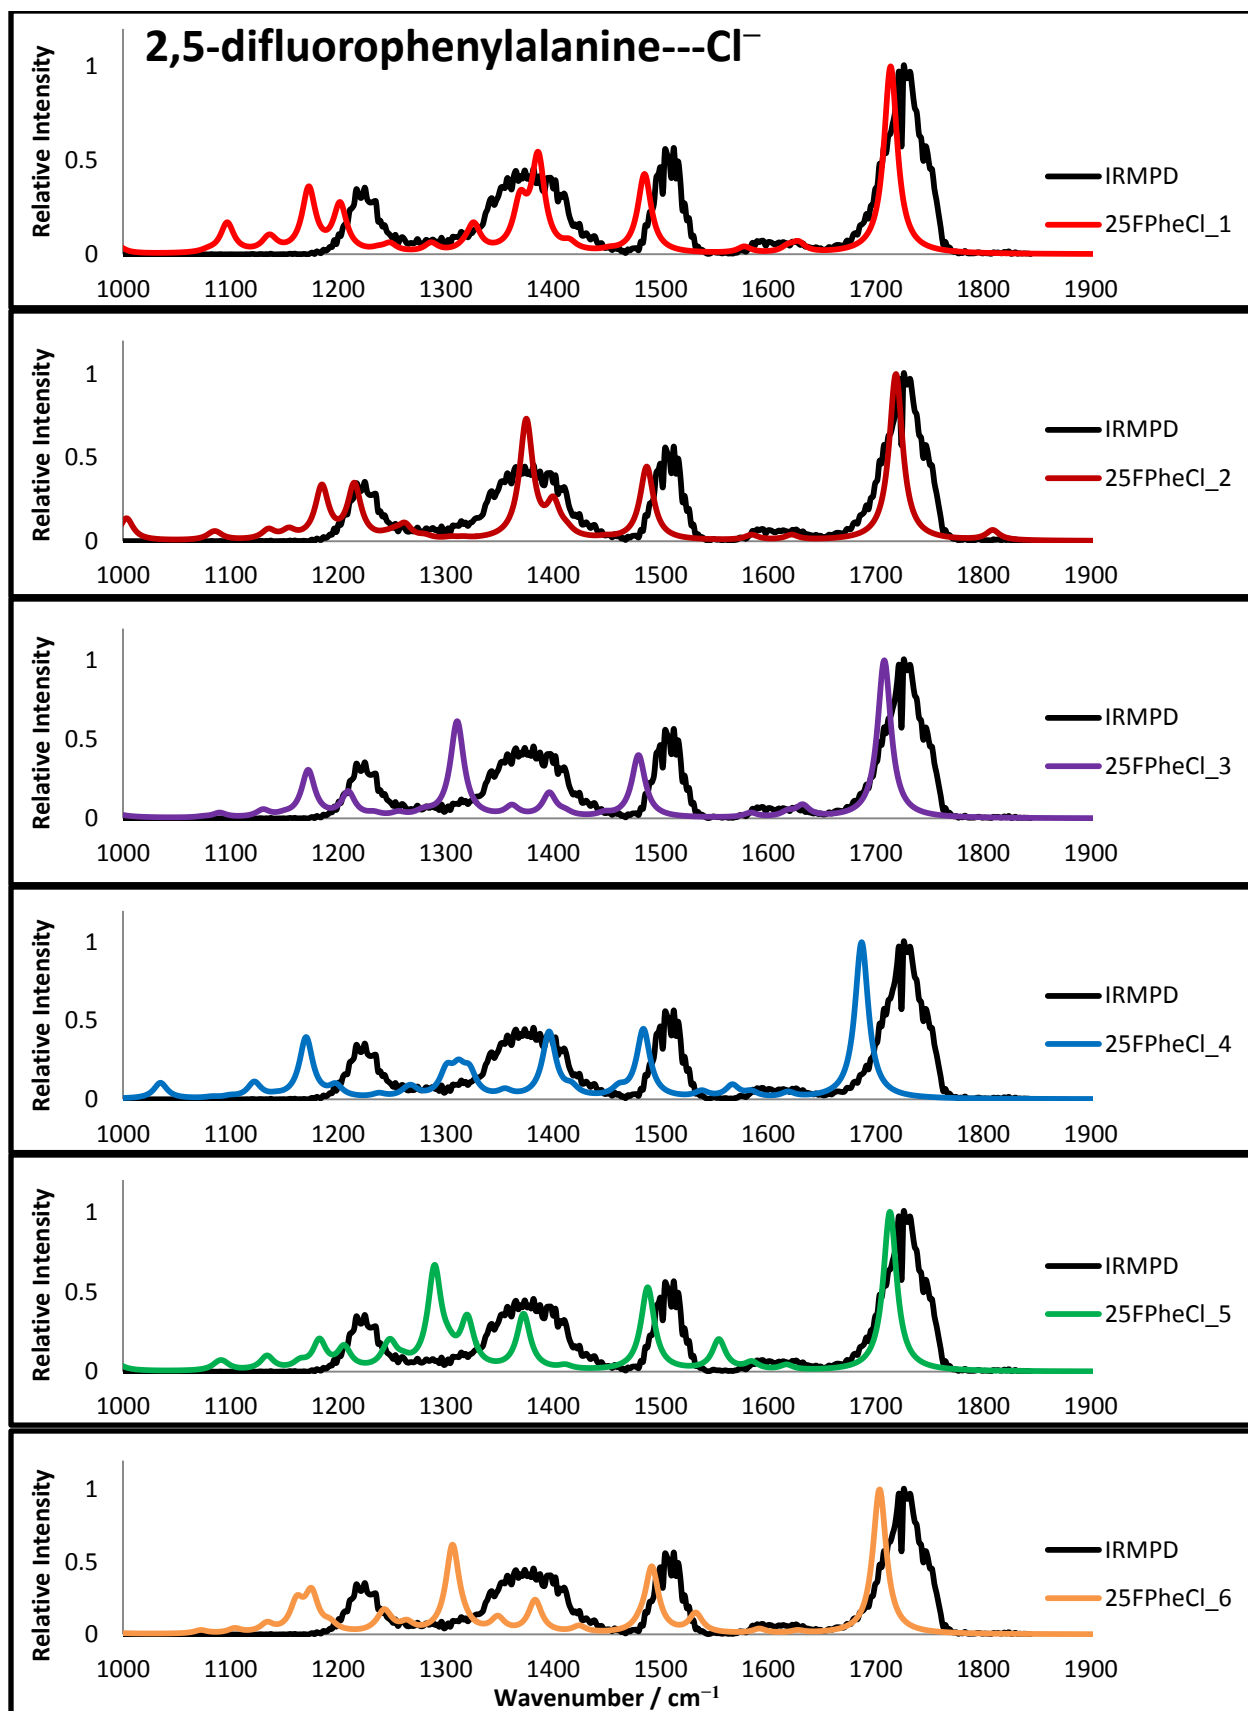 2,5-difluorophenylalanine---Cl⁻
Relative Intensity
1
0.5
0
IRMPD
25FPheCl_1
1000 1100 1200 1300 1400 1500 1600 1700 1800 1900
Relative Intensity
1
0.5
0
IRMPD
25FPheCl_2
1000 1100 1200 1300 1400 1500 1600 1700 1800 1900
Relative Intensity
1
0.5
0
IRMPD
25FPheCl_3
1000 1100 1200 1300 1400 1500 1600 1700 1800 1900
Relative Intensity
1
0.5
0
IRMPD
25FPheCl_4
1000 1100 1200 1300 1400 1500 1600 1700 1800 1900
Relative Intensity
1
0.5
0
IRMPD
25FPheCl_5
1000 1100 1200 1300 1400 1500 1600 1700 1800 1900
Relative Intensity
1
0.5
0
IRMPD
25FPheCl_6
1000 1100 1200 1300 1400 1500 1600 1700 1800 1900
Wavenumber / cm⁻¹